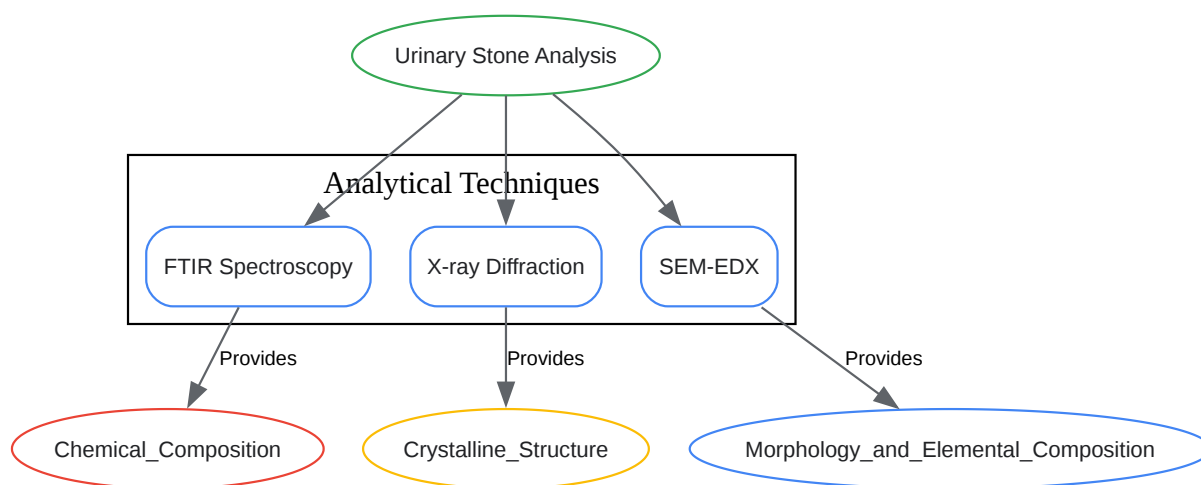 Urinary Stone Analysis
Analytical Techniques
FTIR Spectroscopy
X-ray Diffraction
SEM-EDX
Provides
Provides
Provides
Chemical_Composition
Crystalline_Structure
Morphology_and_Elemental_Composition